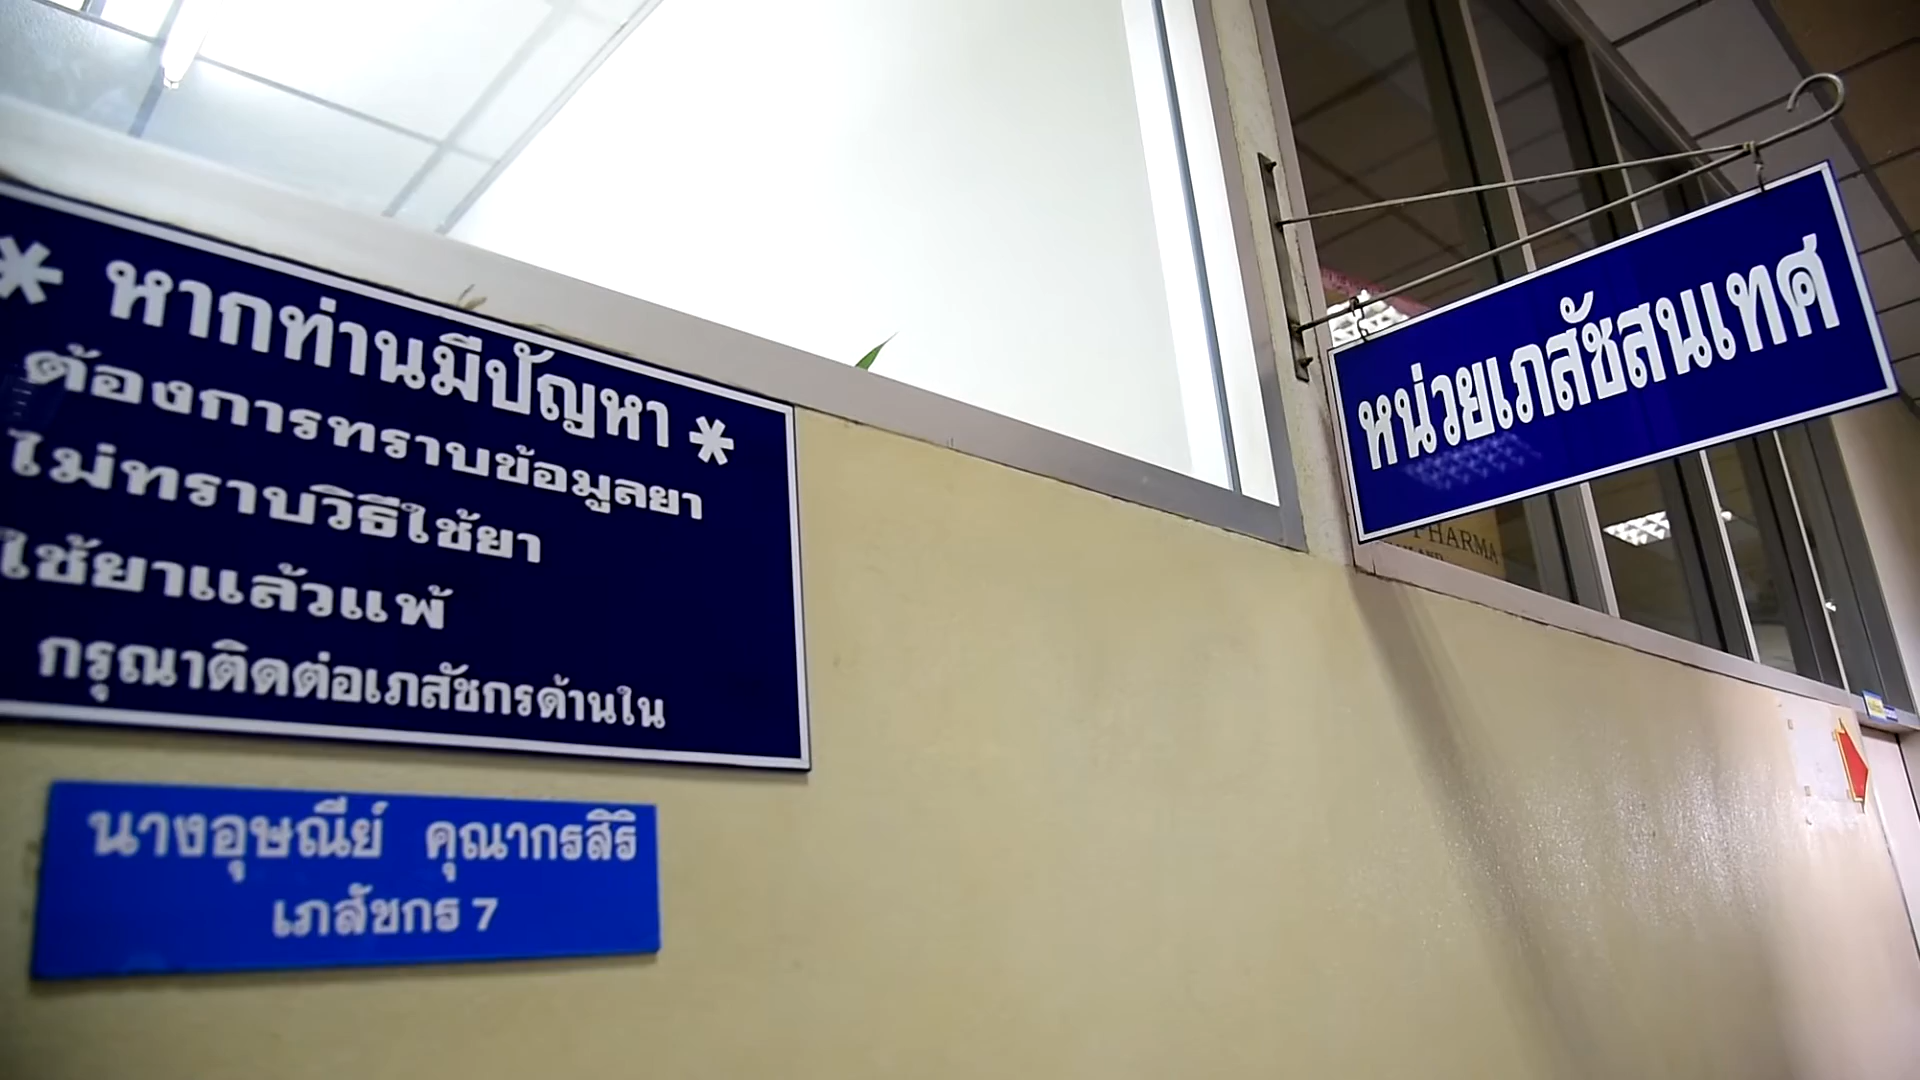 * หากท่านมีปัญหา *
ต้องการทราบข้อมูลยา
ไม่ทราบวิธีใช้ยา
ใช้ยาแล้วแพ้
กรุณาติดต่อเภสัชกรด้านใน
นางอุษณีย์ คุณากรสิริ
เภสัชกร 7
หน่วยเภสัชสนเทศ
PHARMA